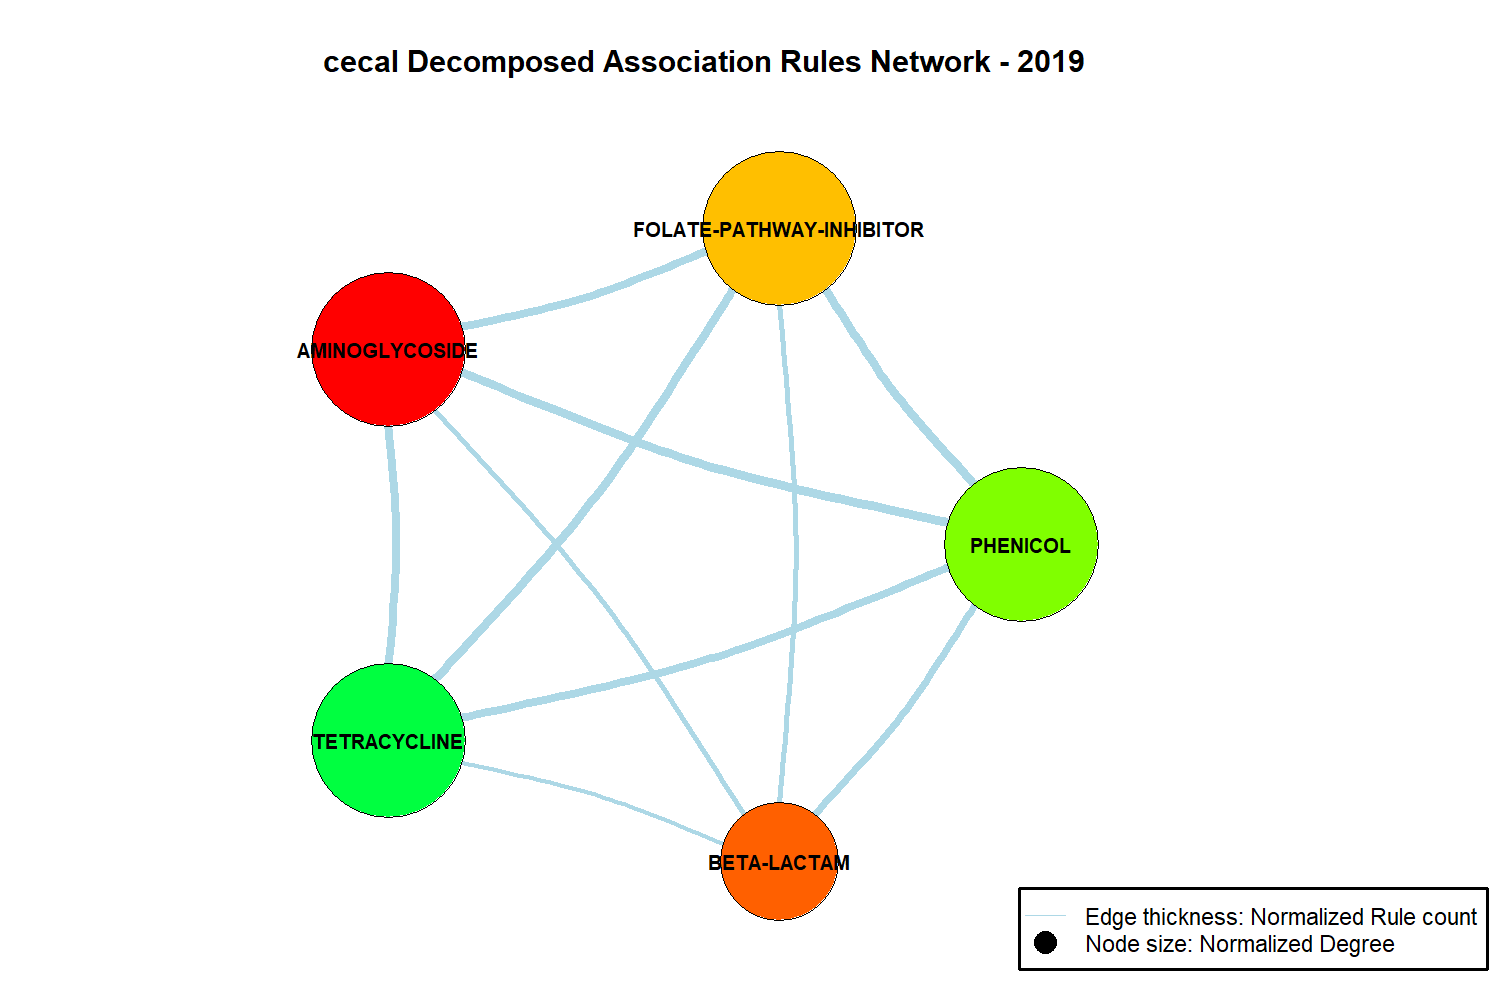 cecal Decomposed Association Rules Network - 2019
FOLATE-PATHWAY-INHIBITOR
AMINOGLYCOSIDE
PHENICOL
TETRACYCLINE
BETA-LACTAM
Edge thickness: Normalized Rule count
Node size: Normalized Degree